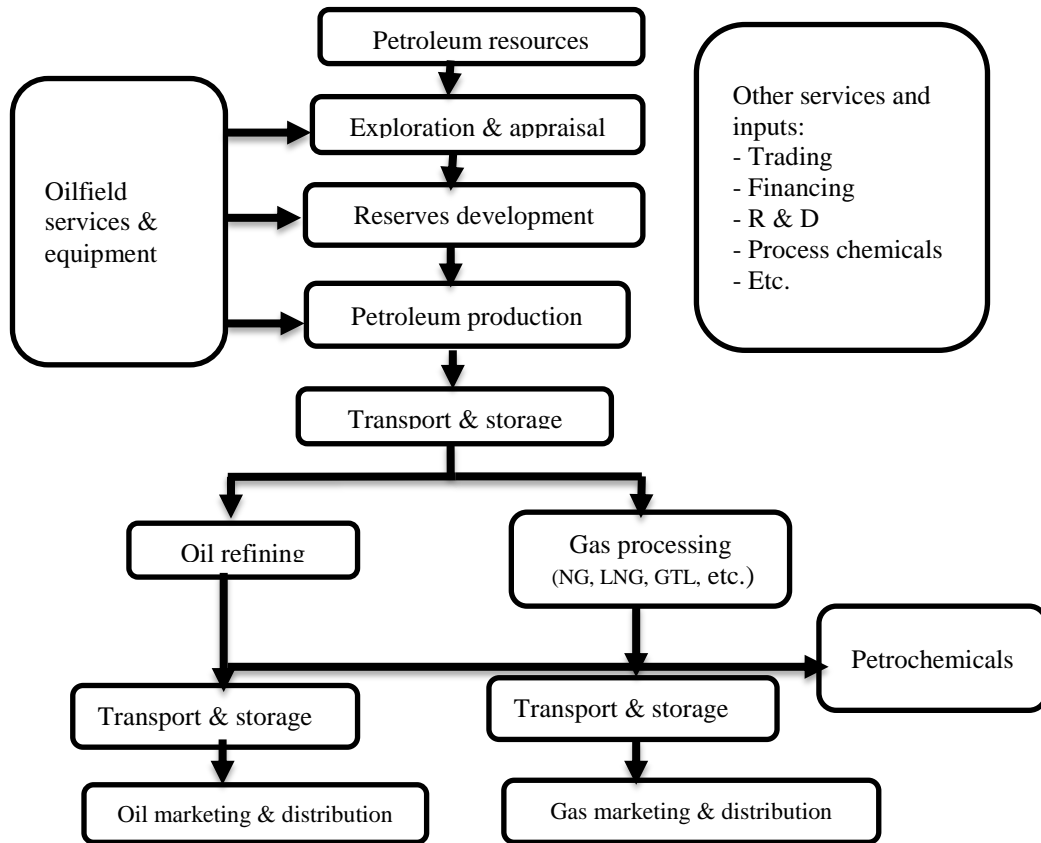 Petroleum resources
Other services and
inputs:
- Trading
- Financing
- R & D
- Process chemicals
- Etc.
Exploration & appraisal
Oilfield
services &
equipment
Reserves development
Petroleum production
Transport & storage
Oil refining
Gas processing
(NG, LNG, GTL, etc.)
Petrochemicals
Transport & storage
Transport & storage
Oil marketing & distribution
Gas marketing & distribution